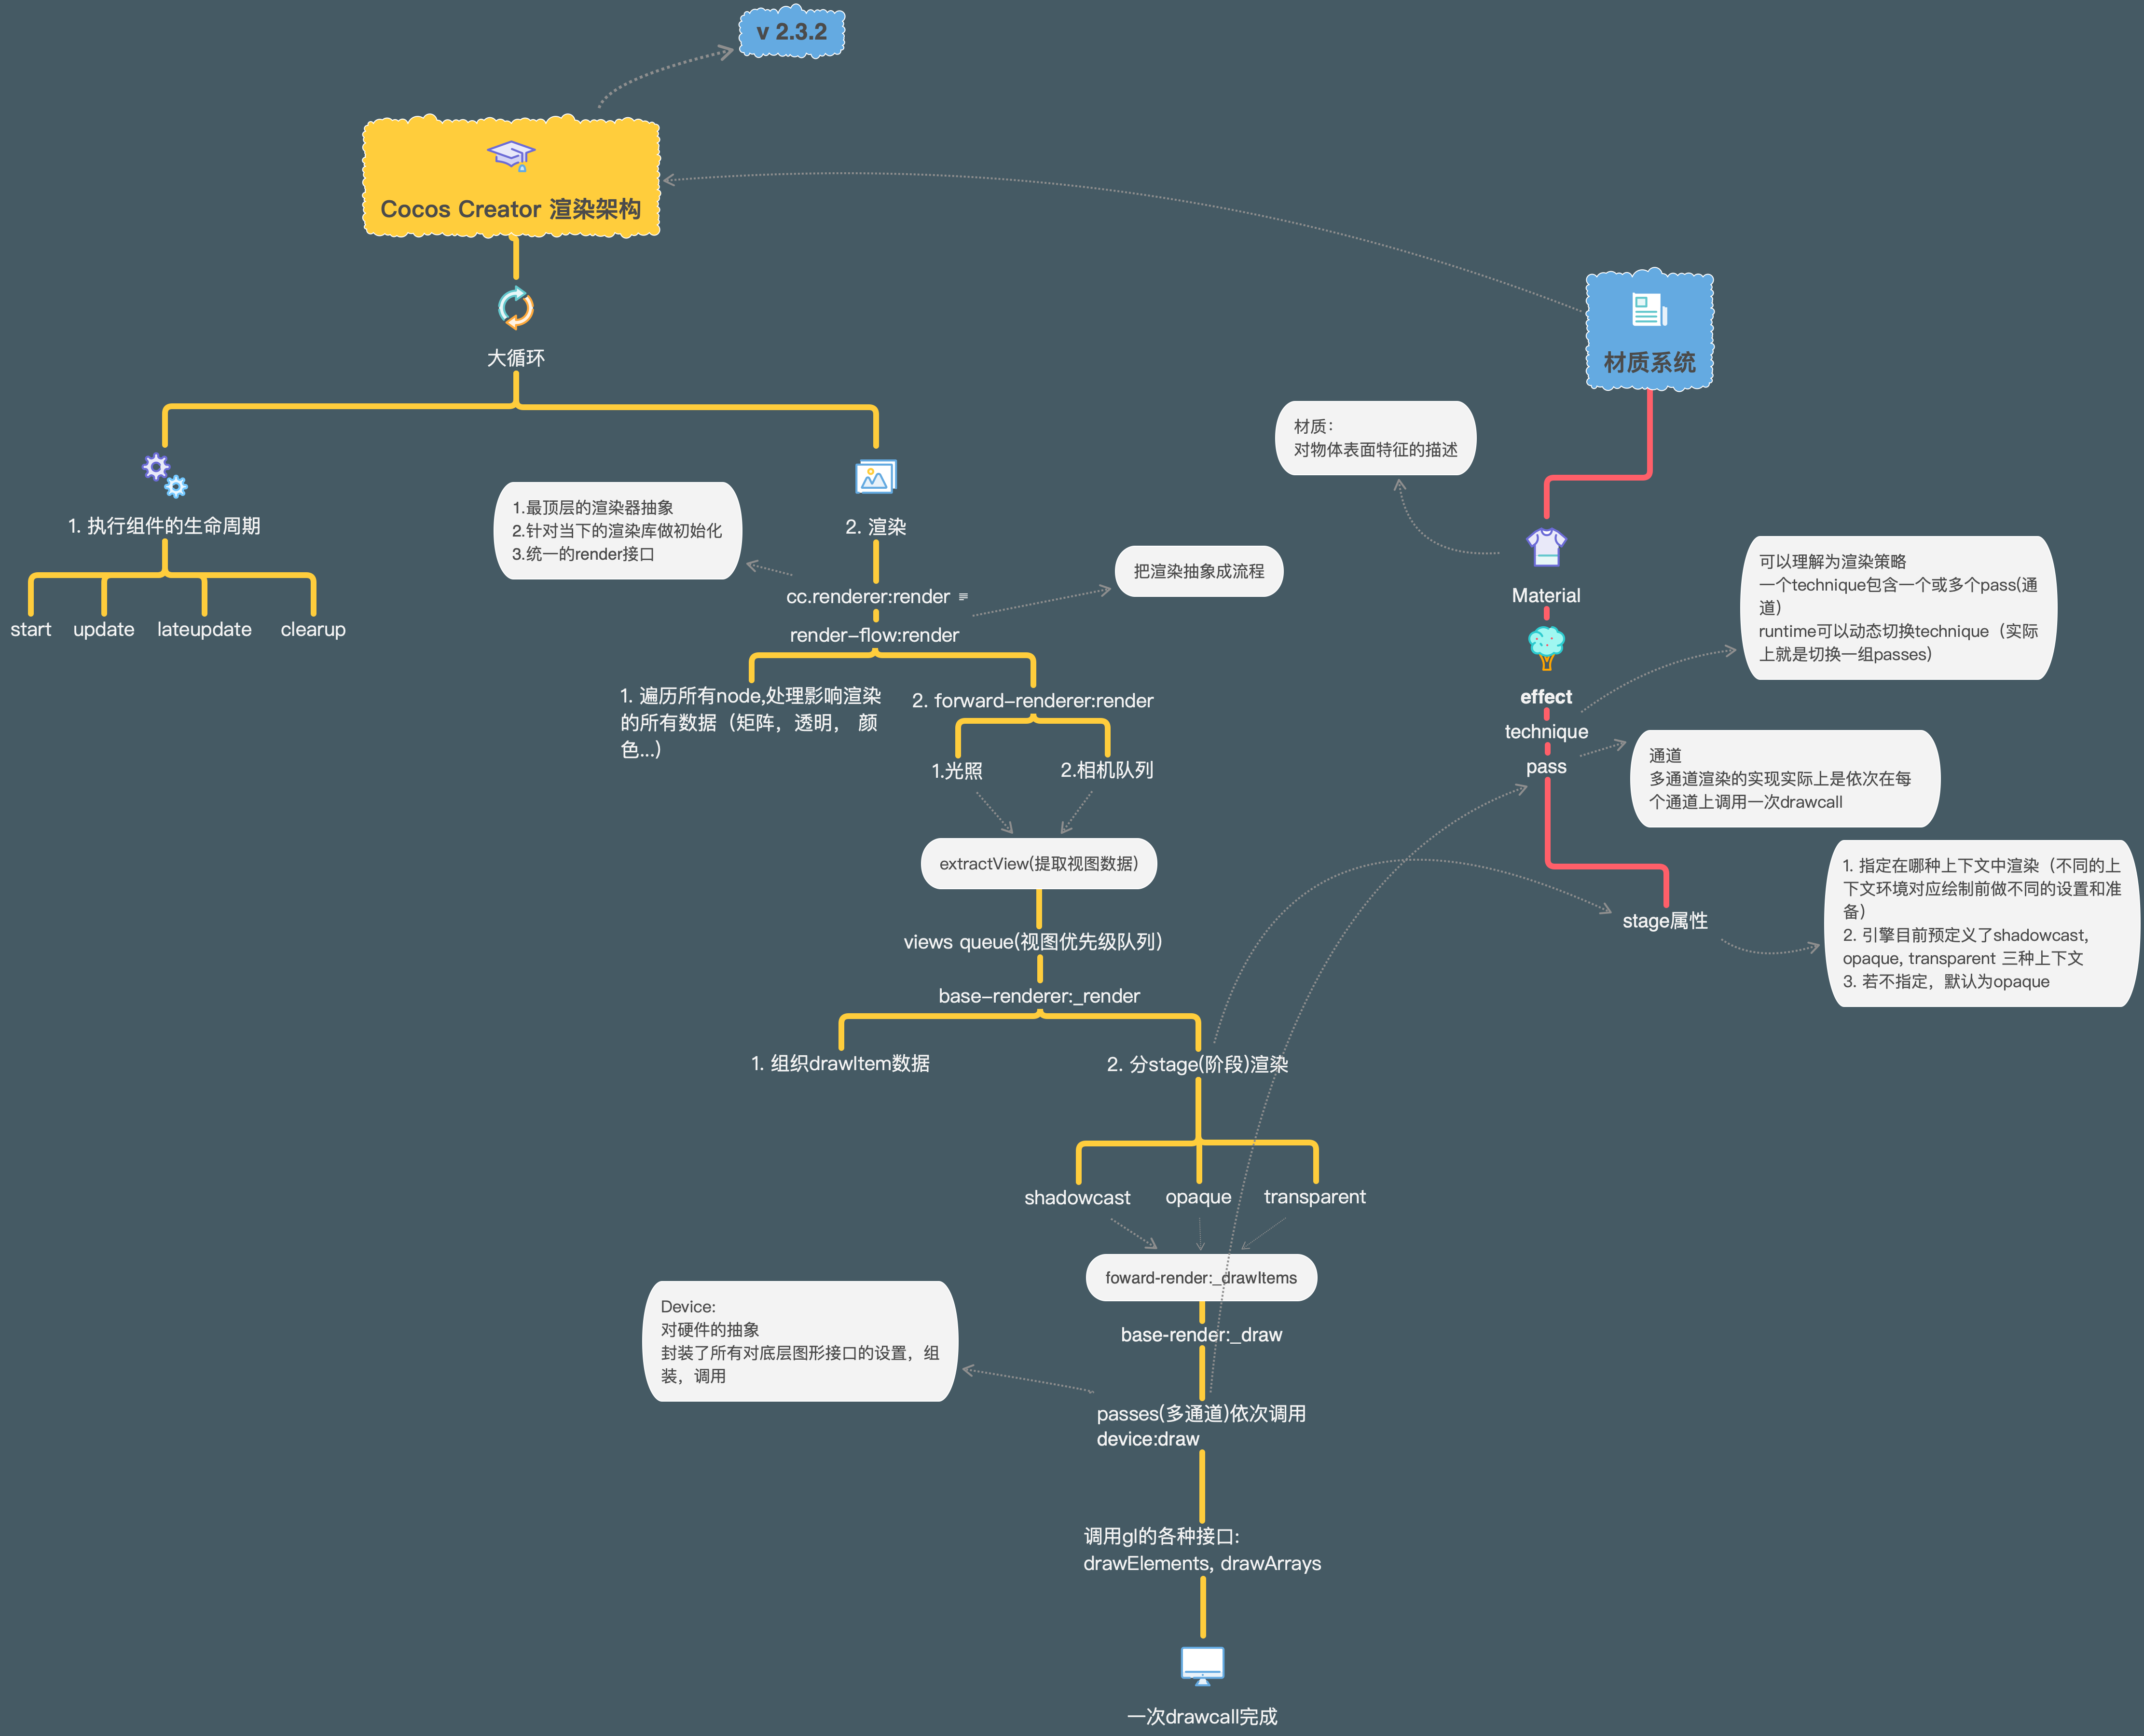 v 2.3.2
Cocos Creator 渲染架构
大循环
1. 执行组件的生命周期
start
update
lateupdate
clearup
2. 渲染
1.最顶层的渲染器抽象
2.针对当下的渲染库做初始化
3.统一的render接口
cc.renderer:render
把渲染抽象成流程
render-flow:render
1. 遍历所有node,处理影响渲染
的所有数据（矩阵，透明， 颜
色...）
2. forward-renderer:render
1.光照
2.相机队列
extractView(提取视图数据)
views queue(视图优先级队列)
base-renderer:_render
1. 组织drawItem数据
2. 分stage(阶段)渲染
shadowcast
opaque
transparent
foward-render:_drawItems
base-render:_draw
Device:
对硬件的抽象
封装了所有对底层图形接口的设置，组
装，调用
passes(多通道)依次调用
device:draw
调用gl的各种接口:
drawElements, drawArrays
一次drawcall完成
材质系统
材质：
对物体表面特征的描述
Material
effect
technique
可以理解为渲染策略
一个technique包含一个或多个pass(通
道)
runtime可以动态切换technique（实际
上就是切换一组passes）
pass
通道
多通道渲染的实现实际上是依次在每
个通道上调用一次drawcall
stage属性
1. 指定在哪种上下文中渲染（不同的上
下文环境对应绘制前做不同的设置和准
备）
2. 引擎目前预定义了shadowcast,
opaque, transparent 三种上下文
3. 若不指定，默认为opaque